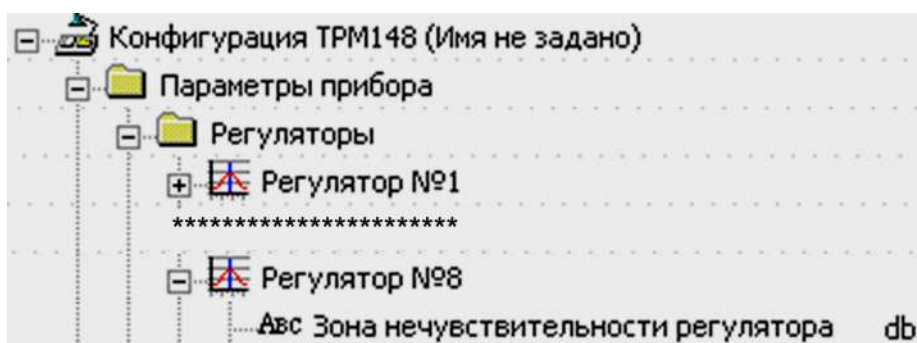 Конфигурация ТРМ148 (Имя не задано)
Параметры прибора
Регуляторы
Регулятор №1
***********************
Регулятор №8
Авс Зона нечувствительности регулятора db